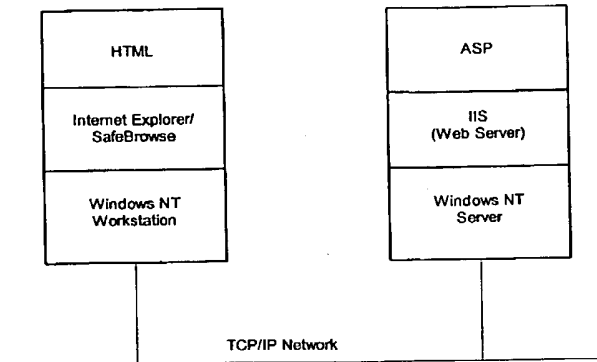 HTML
Internet Explorer/
SafeBrowse
Windows NT
Workstation
ASP
IIS
(Web Server)
Windows NT
Server
TCP/IP Network